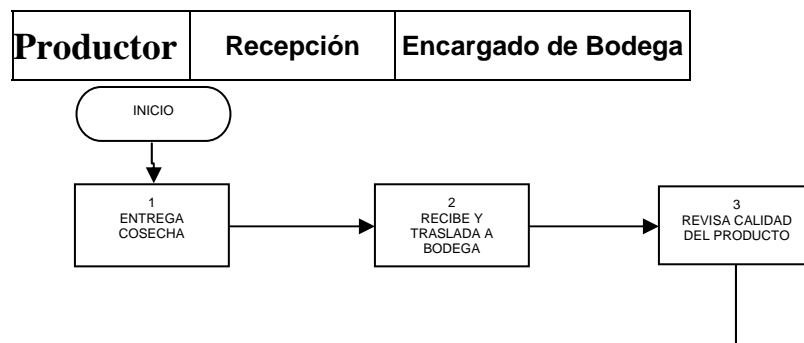 Productor Recepción Encargado de Bodega
INICIO
1
ENTREGA
COSECHA
2
RECIBE Y
TRASLADA A
BODEGA
3
REVISA CALIDAD
DEL PRODUCTO